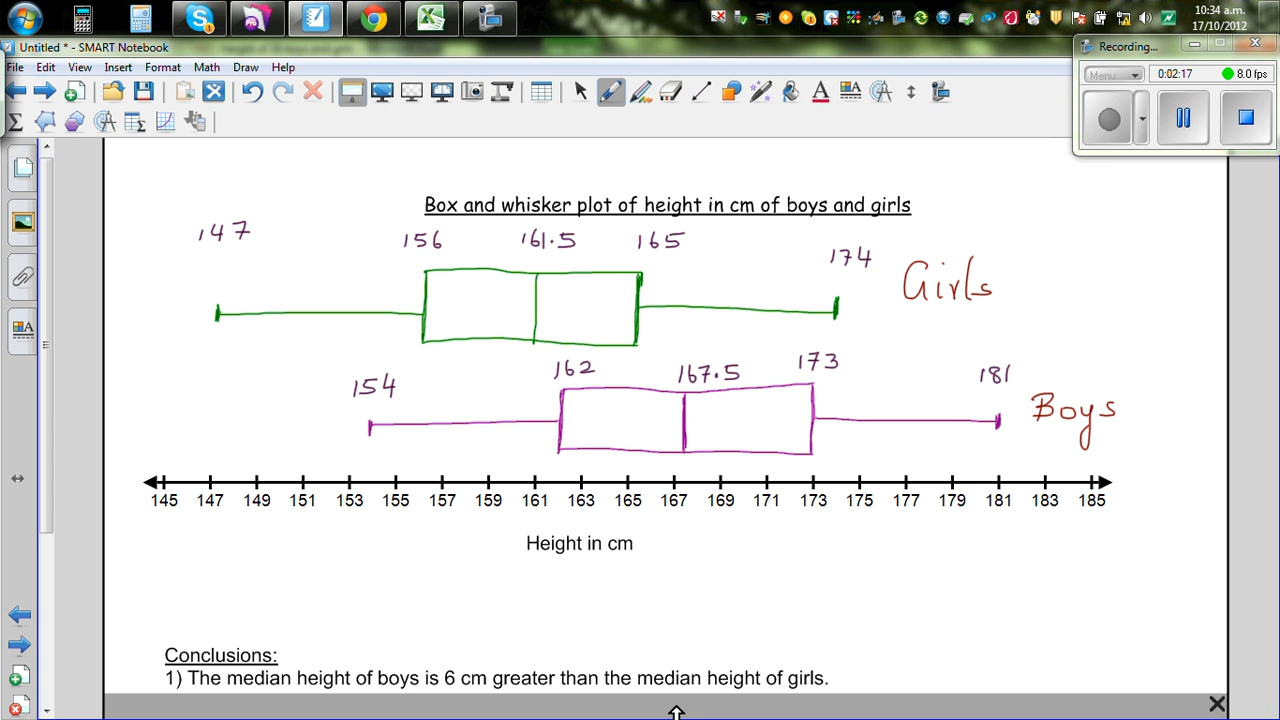 10:34 a.m.
17/10/2012
Untitled * - SMART Notebook
File Edit View Insert Format Math Draw Help
Recording...
Menu 0:02:17 8.0 fps
Box and whisker plot of height in cm of boys and girls
147 156 161.5 165 174 Girls
154 162 167.5 173 181 Boys
145 147 149 151 153 155 157 159 161 163 165 167 169 171 173 175 177 179 181 183 185
Height in cm
Conclusions:
1) The median height of boys is 6 cm greater than the median height of girls.